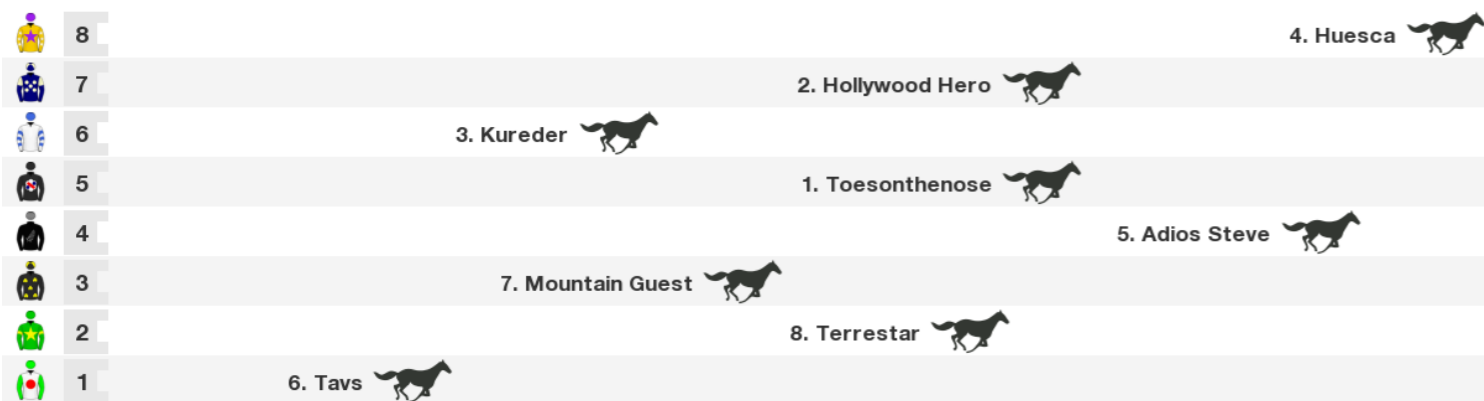 8 4. Huesca
7 2. Hollywood Hero
6 3. Kureder
5 1. Toesonthenose
4 5. Adios Steve
3 7. Mountain Guest
2 8. Terrestar
1 6. Tavs